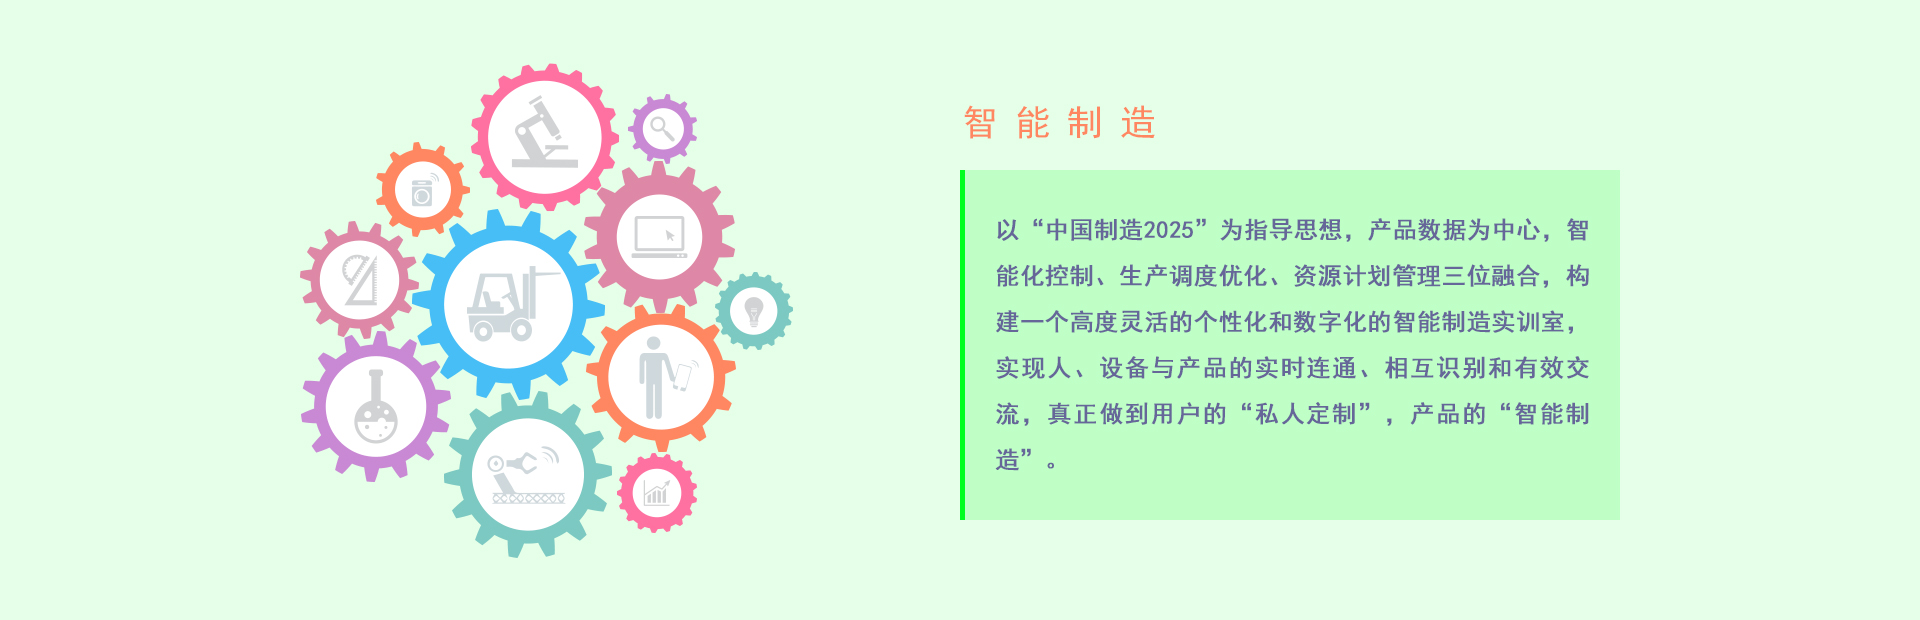 智能制造
以“中国制造2025”为指导思想，产品数据为中心，智
能化控制、生产调度优化、资源计划管理三位融合，构
建一个高度灵活的个性化和数字化的智能制造实训室，
实现人、设备与产品的实时连通、相互识别和有效交
流，真正做到用户的“私人定制”，产品的“智能制
造”。